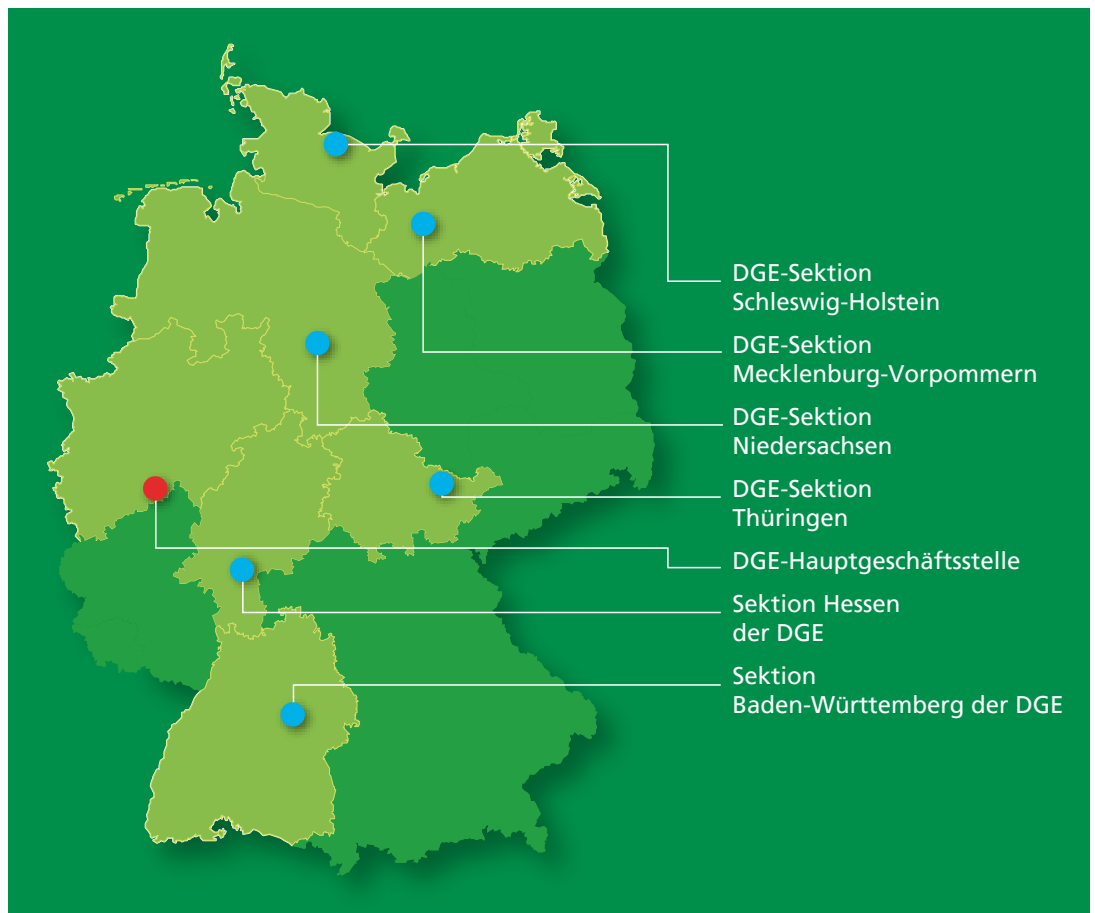 DGE-Sektion
Schleswig-Holstein
DGE-Sektion
Mecklenburg-Vorpommern
DGE-Sektion
Niedersachsen
DGE-Sektion
Thüringen
DGE-Hauptgeschäftsstelle
Sektion Hessen
der DGE
Sektion
Baden-Württemberg der DGE